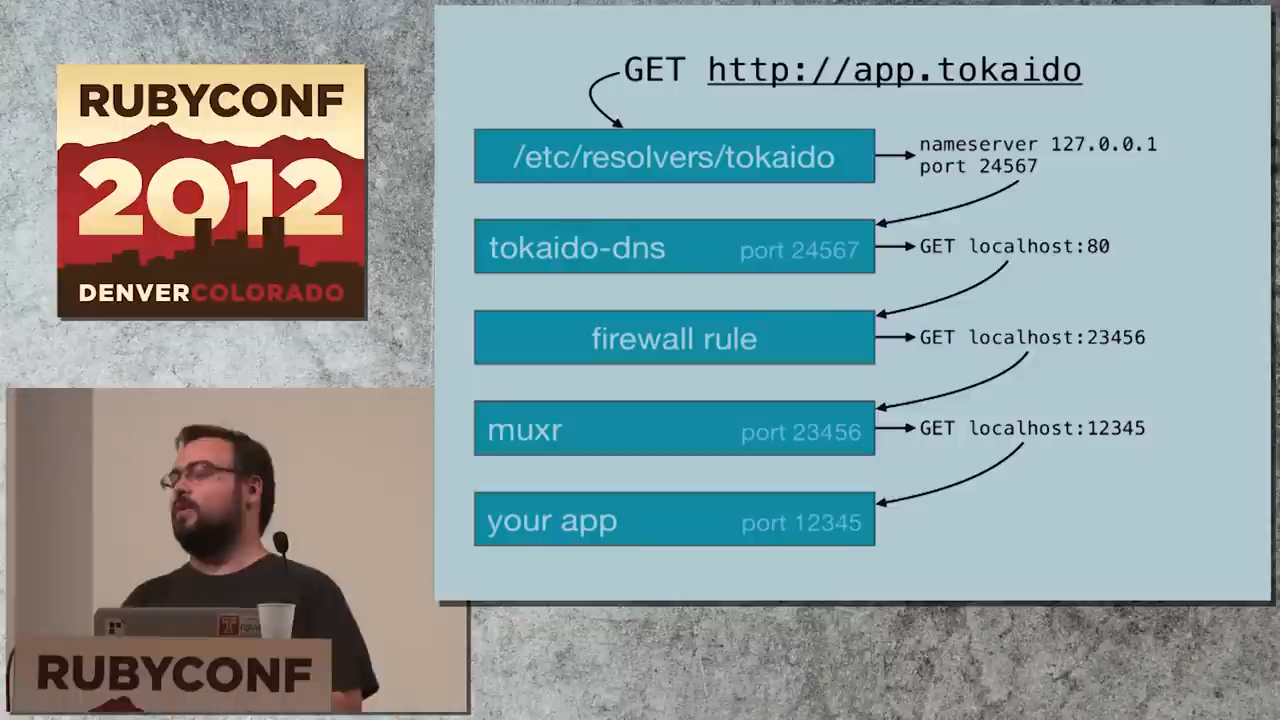 RUBYCONF
2012
DENVERCOLORADO
GET http://app.tokaido
/etc/resolvers/tokaido
nameserver 127.0.0.1
port 24567
tokaido-dns port 24567
GET localhost:80
firewall rule
GET localhost:23456
muxr port 23456
GET localhost:12345
your app port 12345
RUBYCONF